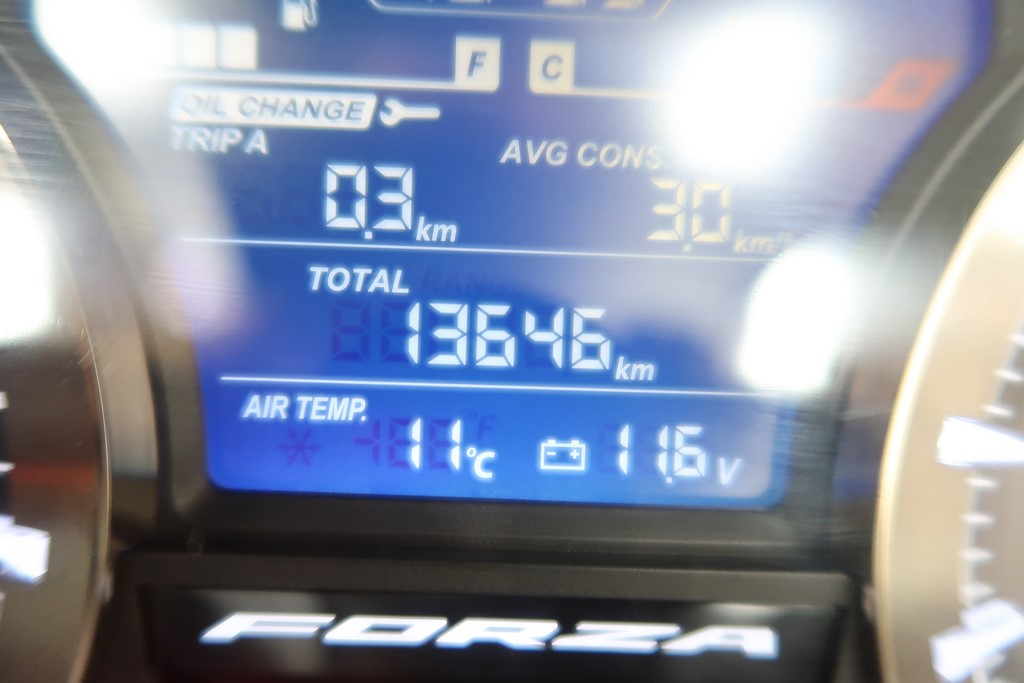 F C
OIL CHANGE
TRIP A
AVG CONS
0.3 km
3.0 km/
TOTAL
13646 km
AIR TEMP.
11 °C
11.6 V
FORZA